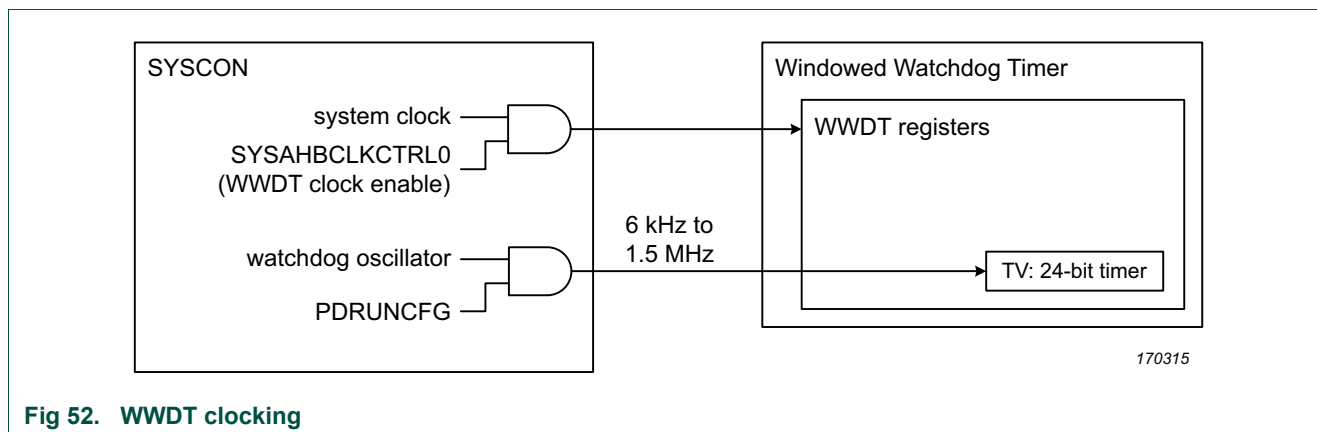 SYSCON
system clock
SYSAHBCLKCTRL0
(WWDT clock enable)
watchdog oscillator
PDRUNCFG
6 kHz to
1.5 MHz
Windowed Watchdog Timer
WWDT registers
TV: 24-bit timer
170315
Fig 52. WWDT clocking